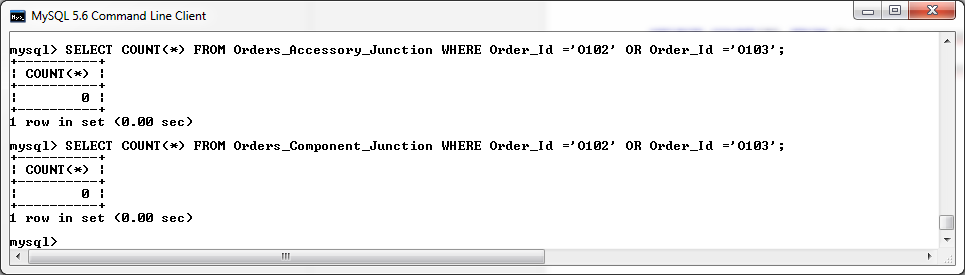 MySQL 5.6 Command Line Client
mysql> SELECT COUNT(*) FROM Orders_Accessory_Junction WHERE Order_Id ='O102' OR Order_Id ='O103';
+----------+
¦ COUNT(*) ¦
+----------+
¦        0 ¦
+----------+
1 row in set (0.00 sec)
mysql> SELECT COUNT(*) FROM Orders_Component_Junction WHERE Order_Id ='O102' OR Order_Id ='O103';
+----------+
¦ COUNT(*) ¦
+----------+
¦        0 ¦
+----------+
1 row in set (0.00 sec)
mysql>